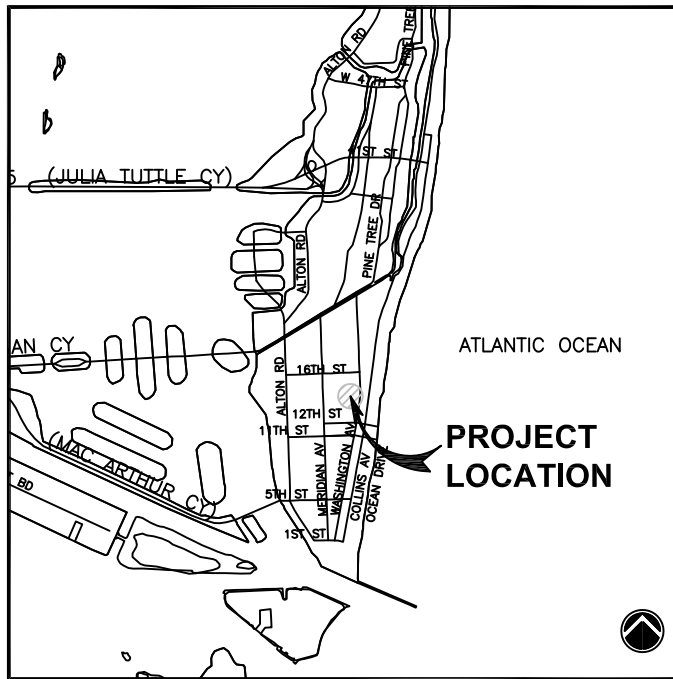 ALTON RD
PINE TREE
W 47TH ST
41ST ST
5 (JULIA TUTTLE CY)
PINE TREE DR
ALTON RD
AN CY
ATLANTIC OCEAN
ALTON RD
16TH ST
12TH ST
11TH ST
PROJECT
LOCATION
(MAC ARTHUR CY)
MERIDIAN AV
WASHINGTON AV
COLLINS AV
OCEAN DRIVE
BD
5TH ST
1ST ST